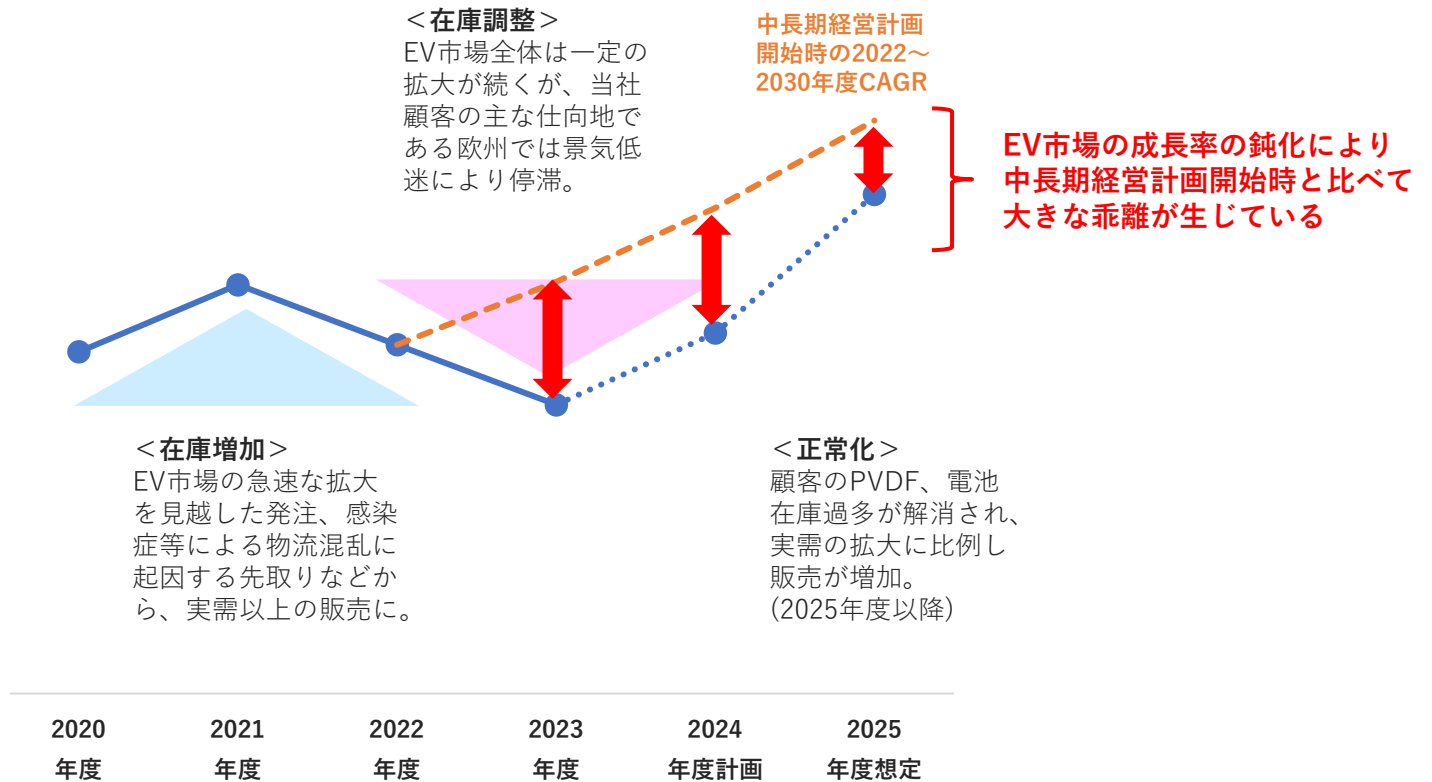 ＜在庫調整＞
EV市場全体は一定の
拡大が続くが、当社
顧客の主な仕向地で
ある欧州では景気低
迷により停滞。
中長期経営計画
開始時の2022～
2030年度CAGR
EV市場の成長率の鈍化により
中長期経営計画開始時と比べて
大きな乖離が生じている
＜在庫増加＞
EV市場の急速な拡大
を見越した発注、感染
症等による物流混乱に
起因する先取りなどか
ら、実需以上の販売に。
＜正常化＞
顧客のPVDF、電池
在庫過多が解消され、
実需の拡大に比例し
販売が増加。
(2025年度以降)
2020
年度
2021
年度
2022
年度
2023
年度
2024
年度計画
2025
年度想定